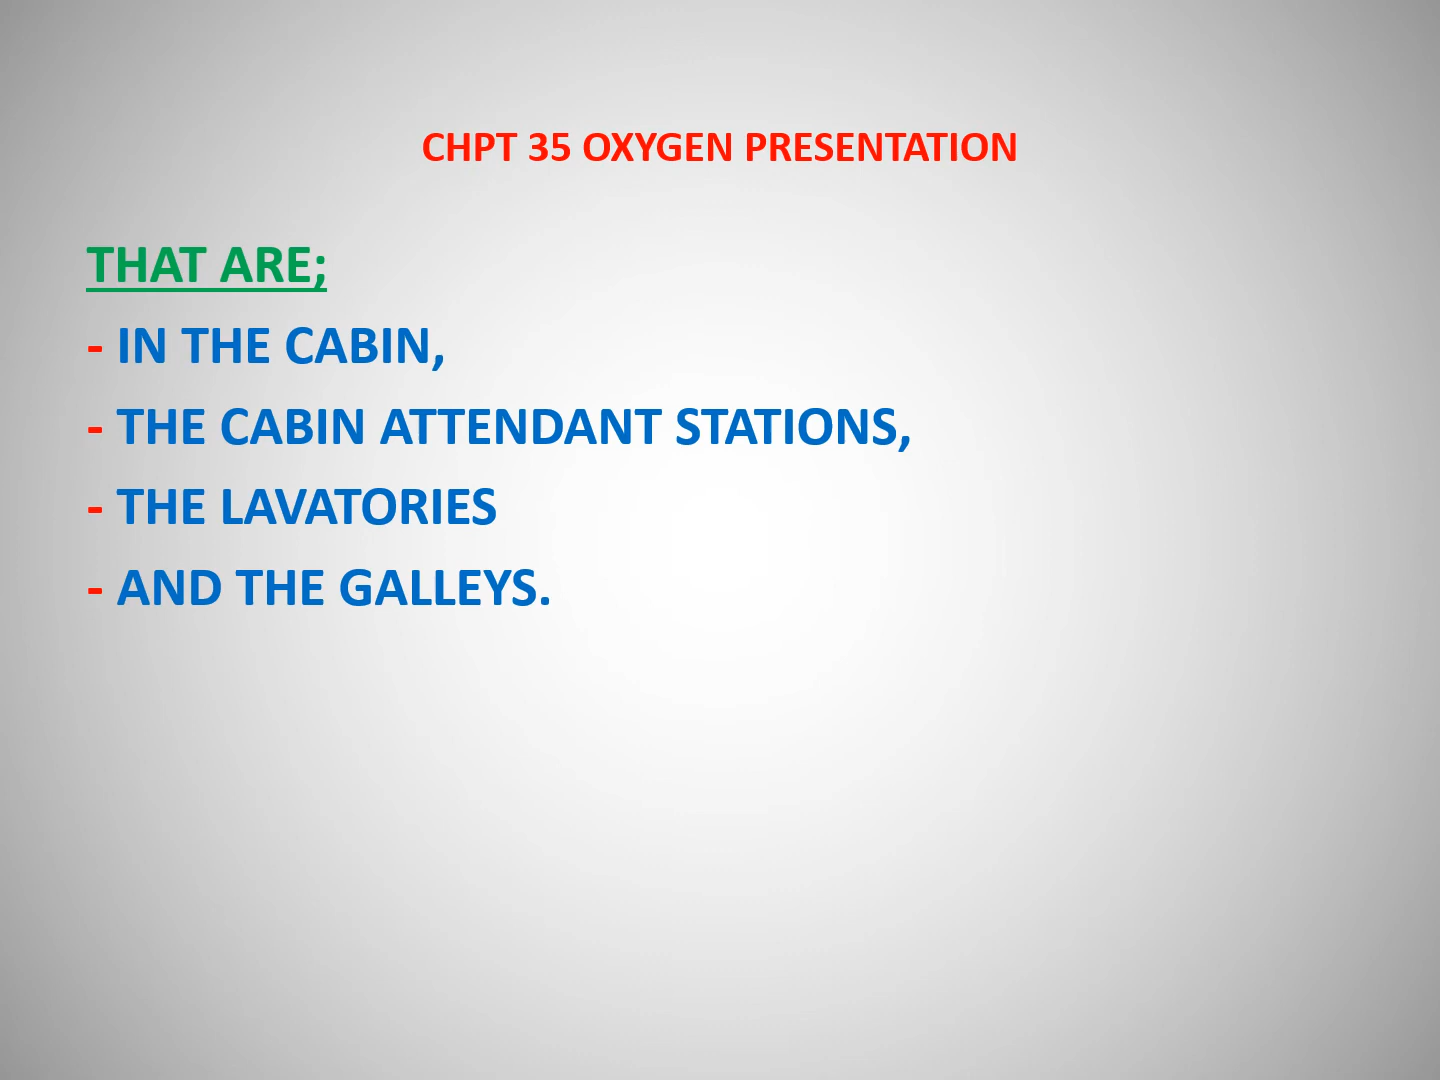 CHPT 35 OXYGEN PRESENTATION
THAT ARE;
- IN THE CABIN,
- THE CABIN ATTENDANT STATIONS,
- THE LAVATORIES
- AND THE GALLEYS.